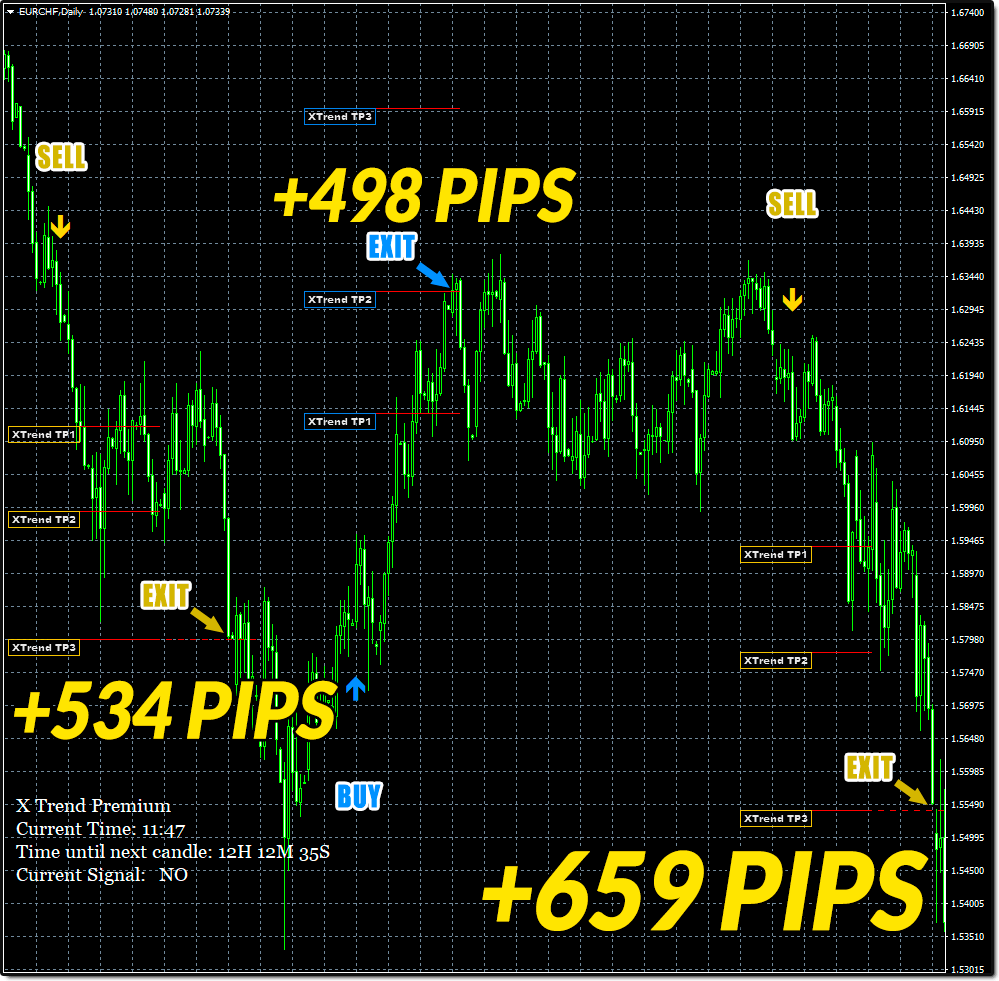 EURCHF,Daily 1.07310 1.07480 1.07281 1.07339
XTrend TP3
SELL
+498 PIPS
SELL
EXIT
XTrend TP2
XTrend TP1
XTrend TP1
XTrend TP2
XTrend TP1
EXIT
XTrend TP3
XTrend TP2
+534 PIPS
EXIT
BUY
X Trend Premium
Current Time: 11:47
Time until next candle: 12H 12M 35S
Current Signal: NO
XTrend TP3
+659 PIPS
1.67400
1.66905
1.66410
1.65915
1.65420
1.64925
1.64430
1.63935
1.63440
1.62945
1.62435
1.61940
1.61445
1.60950
1.60455
1.59960
1.59465
1.58970
1.58475
1.57980
1.57470
1.56975
1.56480
1.55985
1.55490
1.54995
1.54500
1.54005
1.53510
1.53015